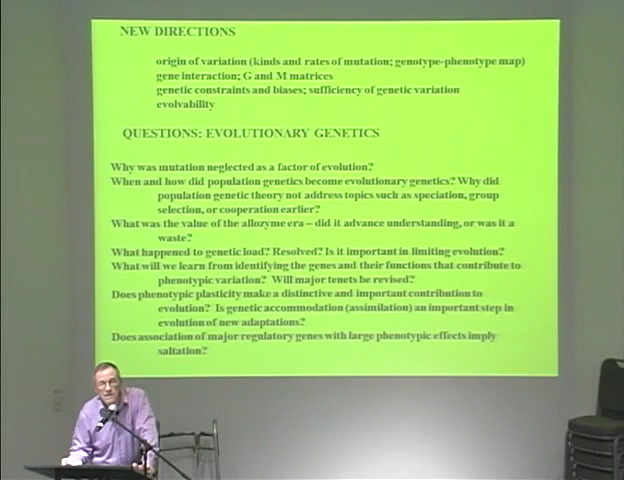 NEW DIRECTIONS
origin of variation (kinds and rates of mutation; genotype-phenotype map)
gene interaction; G and M matrices
genetic constraints and biases; sufficiency of genetic variation
evolvability
QUESTIONS: EVOLUTIONARY GENETICS
Why was mutation neglected as a factor of evolution?
When and how did population genetics become evolutionary genetics? Why did
population genetic theory not address topics such as speciation, group
selection, or cooperation earlier?
What was the value of the allozyme era – did it advance understanding, or was it a
waste?
What happened to genetic load? Resolved? Is it important in limiting evolution?
What will we learn from identifying the genes and their functions that contribute to
phenotypic variation? Will major tenets be revised?
Does phenotypic plasticity make a distinctive and important contribution to
evolution? Is genetic accommodation (assimilation) an important step in
evolution of new adaptations?
Does association of major regulatory genes with large phenotypic effects imply
saltation?